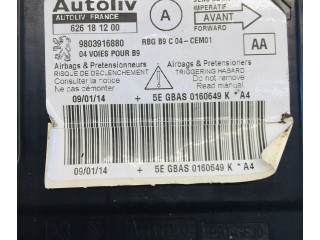 Autoliv
AUTOLIV FRANCE
626 18 12 00
A
IMPERATIF
AVANT
FORWARD
9803916880
04 VOIES POUR B9
RBG B9 C 04-CEM01
AA
Airbags & Pretensionneurs
RISQUE DE DECLENCHEMENT
Consulter la notice
Ne pas démonter
Airbags & Pretensioners
TRIGGERING HAZARD
Do not remove
Read manual
09/01/14 + 5E GBAS 0160649 K * A4
09/01/14 + 5E GBAS 0160649 K * A4